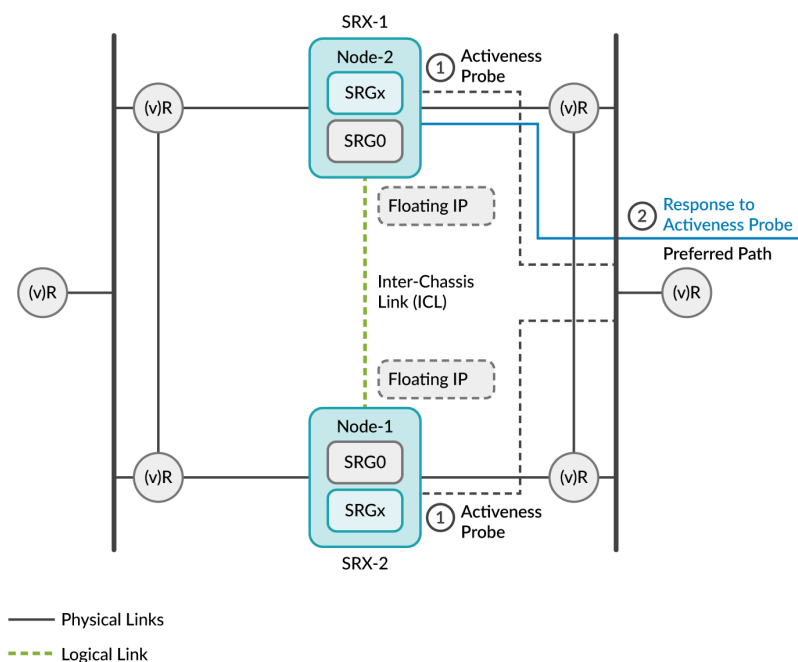 SRX-1
Node-2
SRGx
SRG0
1 Activeness
Probe
(v)R
(v)R
Floating IP
2 Response to
Activeness Probe
Preferred Path
(v)R
Inter-Chassis
Link (ICL)
(v)R
Floating IP
Node-1
SRG0
SRGx
(v)R
(v)R
1 Activeness
Probe
SRX-2
Physical Links
Logical Link